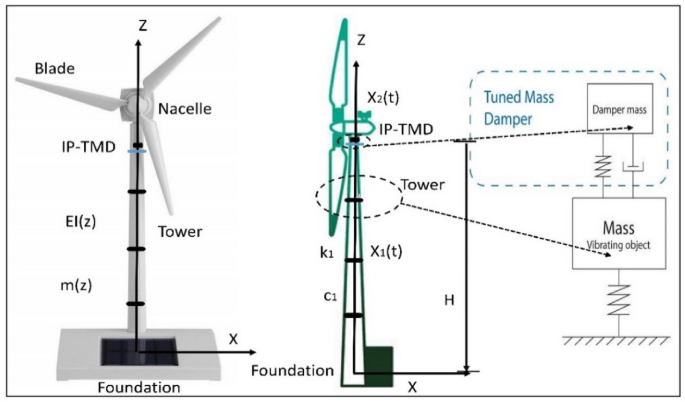 Z
Blade
Nacelle
IP-TMD
EI(z)
Tower
m(z)
X
Foundation
Z
X2(t)
IP-TMD
Tower
k1
X1(t)
c1
H
Foundation
X
Tuned Mass
Damper
Damper mass
Mass
Vibrating object